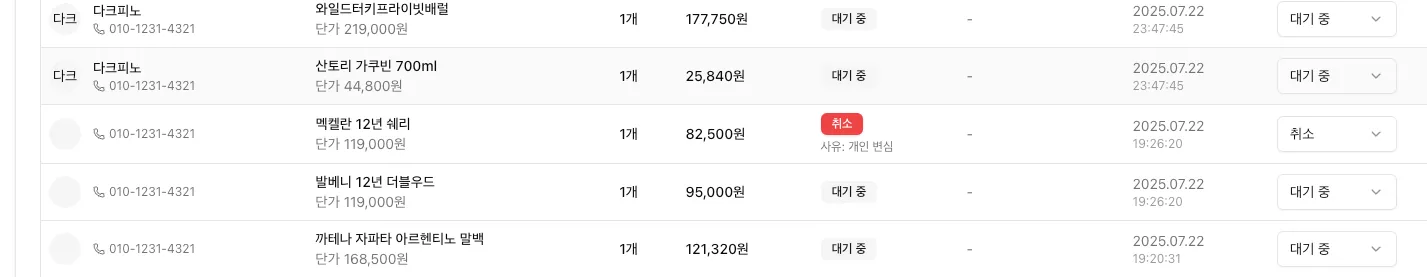 다크 다크피노 와일드터키프라이빗배럴 1개 177,750원 대기 중 - 2025.07.22 대기 중
010-1231-4321 단가 219,000원 23:47:45
다크 다크피노 산토리 가쿠빈 700ml 1개 25,840원 대기 중 - 2025.07.22 대기 중
010-1231-4321 단가 44,800원 23:47:45
010-1231-4321 멕켈란 12년 쉐리 1개 82,500원 취소 - 2025.07.22 취소
단가 119,000원 사유: 개인 변심 19:26:20
010-1231-4321 발베니 12년 더블우드 1개 95,000원 대기 중 - 2025.07.22 대기 중
단가 119,000원 19:26:20
010-1231-4321 까테나 자파타 아르헨티노 말백 1개 121,320원 대기 중 - 2025.07.22 대기 중
단가 168,500원 19:20:31